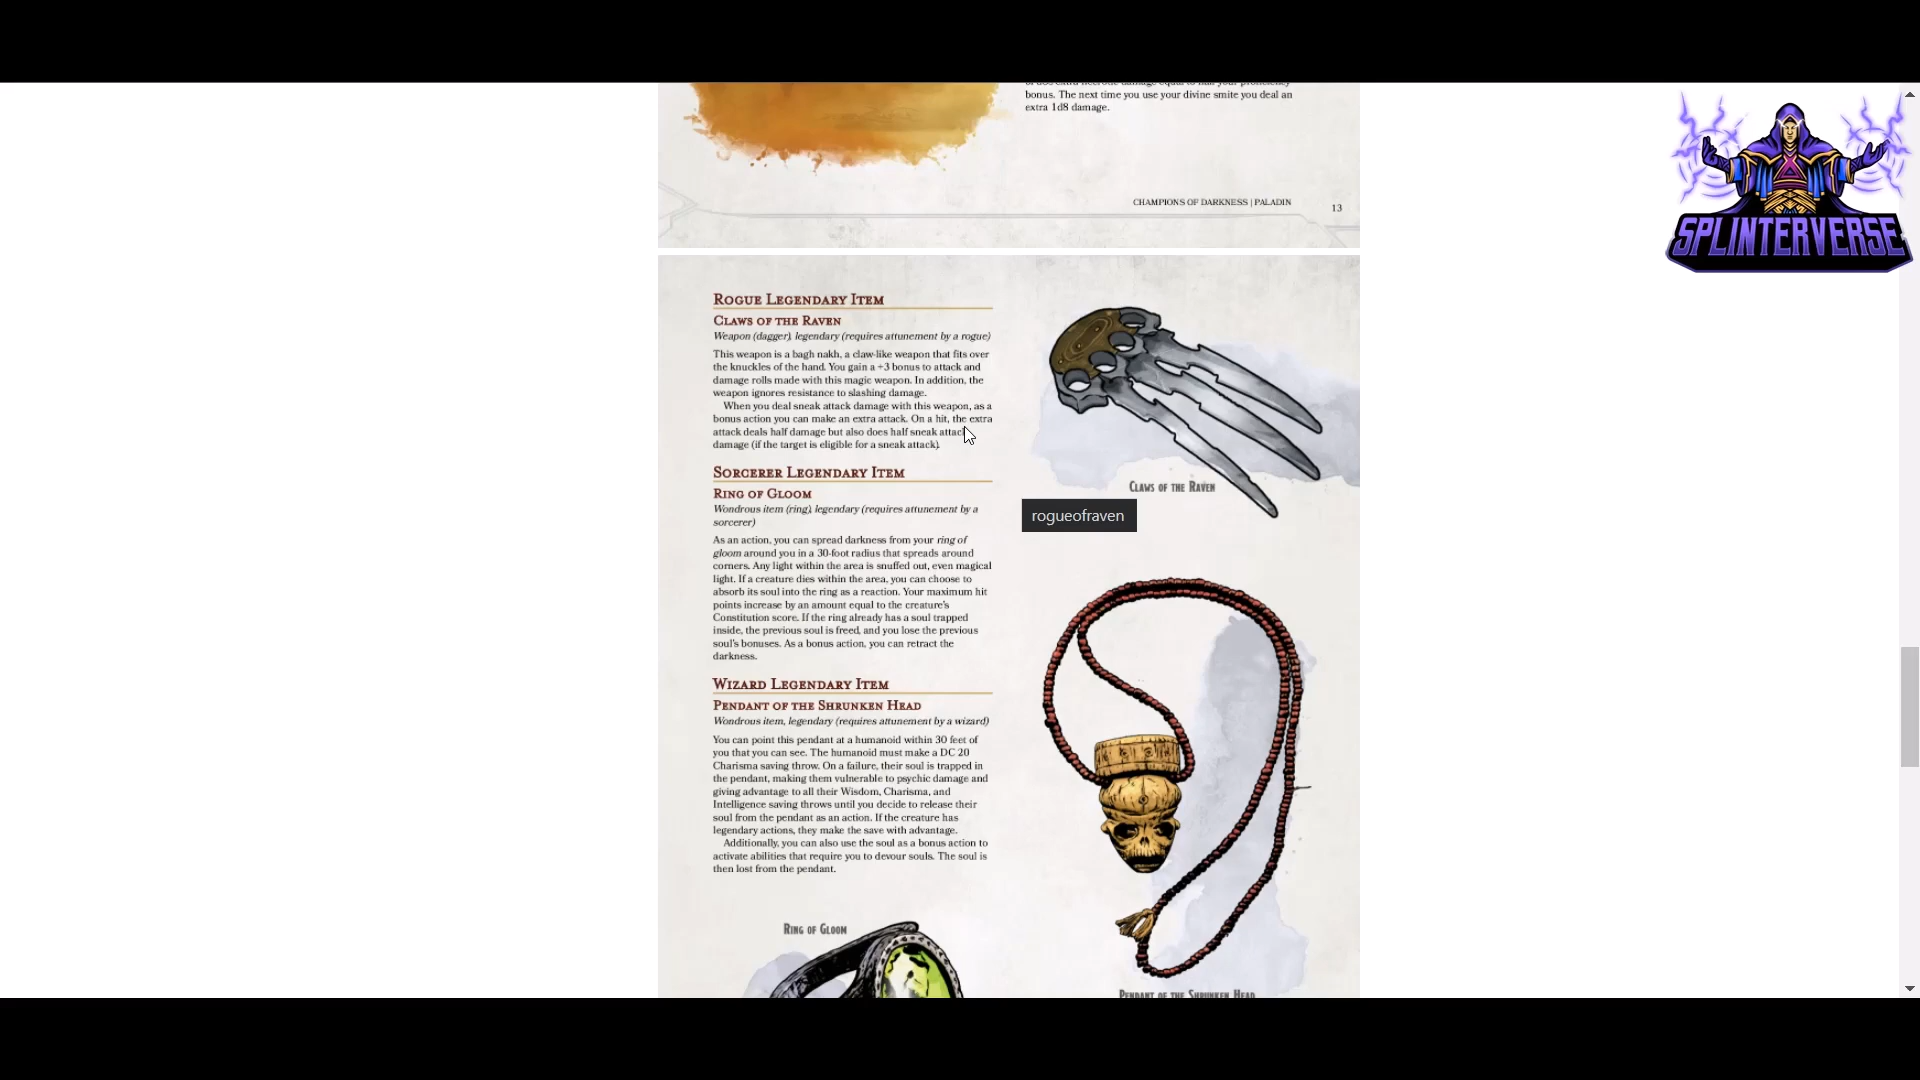 bonus. The next time you use your divine smite you deal an
extra 1d8 damage.
CHAMPIONS OF DARKNESS | PALADIN
13
SPLINTERVERSE
ROGUE LEGENDARY ITEM
CLAWS OF THE RAVEN
Weapon (dagger), legendary (requires attunement by a rogue)
This weapon is a bagh nakh, a claw-like weapon that fits over
the knuckles of the hand. You gain a +3 bonus to attack and
damage rolls made with this magic weapon. In addition, the
weapon ignores resistance to slashing damage.
When you deal sneak attack damage with this weapon, as a
bonus action you can make an extra attack. On a hit, the extra
attack deals half damage but also does half sneak attack
damage (if the target is eligible for a sneak attack).
SORCERER LEGENDARY ITEM
RING OF GLOOM
Wondrous item (ring), legendary (requires attunement by a
sorcerer)
As an action, you can spread darkness from your ring of
gloom around you in a 30-foot radius that spreads around
corners. Any light within the area is snuffed out, even magical
light. If a creature dies within the area, you can choose to
absorb its soul into the ring as a reaction. Your maximum hit
points increase by an amount equal to the creature's
Constitution score. If the ring already has a soul trapped
inside, the previous soul is freed, and you lose the previous
soul's bonuses. As a bonus action, you can retract the
darkness.
WIZARD LEGENDARY ITEM
PENDANT OF THE SHRUNKEN HEAD
Wondrous item, legendary (requires attunement by a wizard)
You can point this pendant at a humanoid within 30 feet of
you that you can see. The humanoid must make a DC 20
Charisma saving throw. On a failure, their soul is trapped in
the pendant, making them vulnerable to psychic damage and
giving advantage to all their Wisdom, Charisma, and
Intelligence saving throws until you decide to release their
soul from the pendant as an action. If the creature has
legendary actions, they make the save with advantage.
Additionally, you can also use the soul as a bonus action to
activate abilities that require you to devour souls. The soul is
then lost from the pendant.
RING OF GLOOM
CLAWS OF THE RAVEN
rogueofraven
PENDANT OF THE SHRUNKEN HEAD